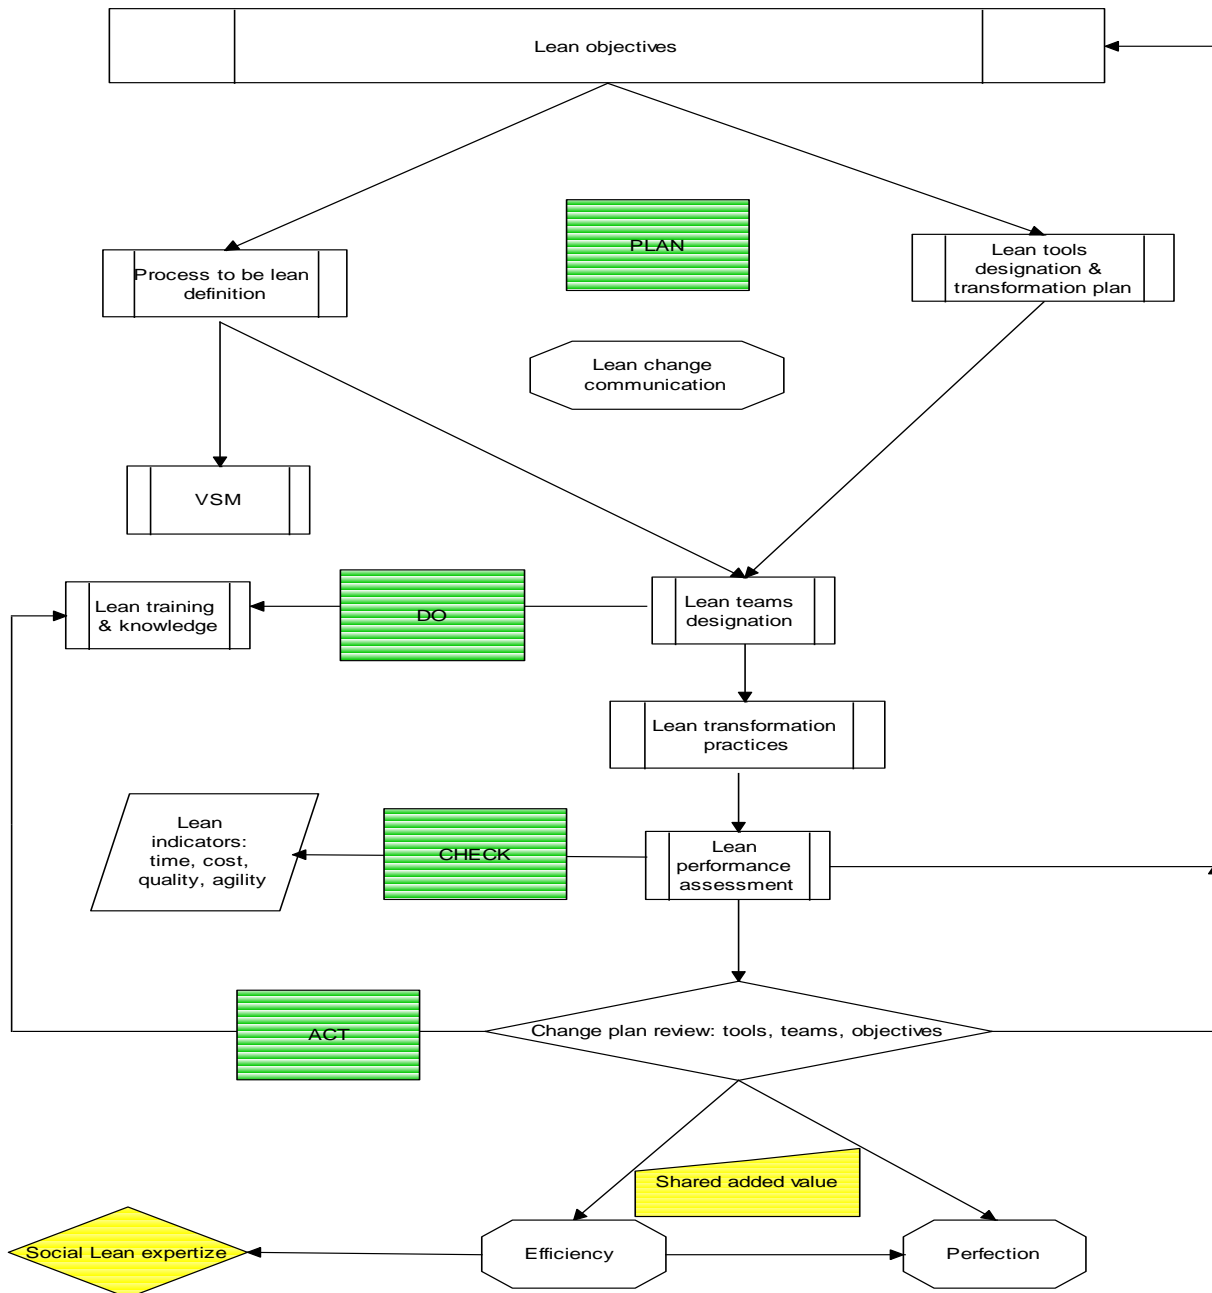 Lean objectives
PLAN
Process to be lean
definition
Lean tools
designation &
transformation plan
Lean change
communication
VSM
Lean training
& knowledge
DO
Lean teams
designation
Lean transformation
practices
Lean
indicators:
time, cost,
quality, agility
CHECK
Lean
performance
assessment
ACT
Change plan review: tools, teams, objectives
Shared added value
Social Lean expertize
Efficiency
Perfection